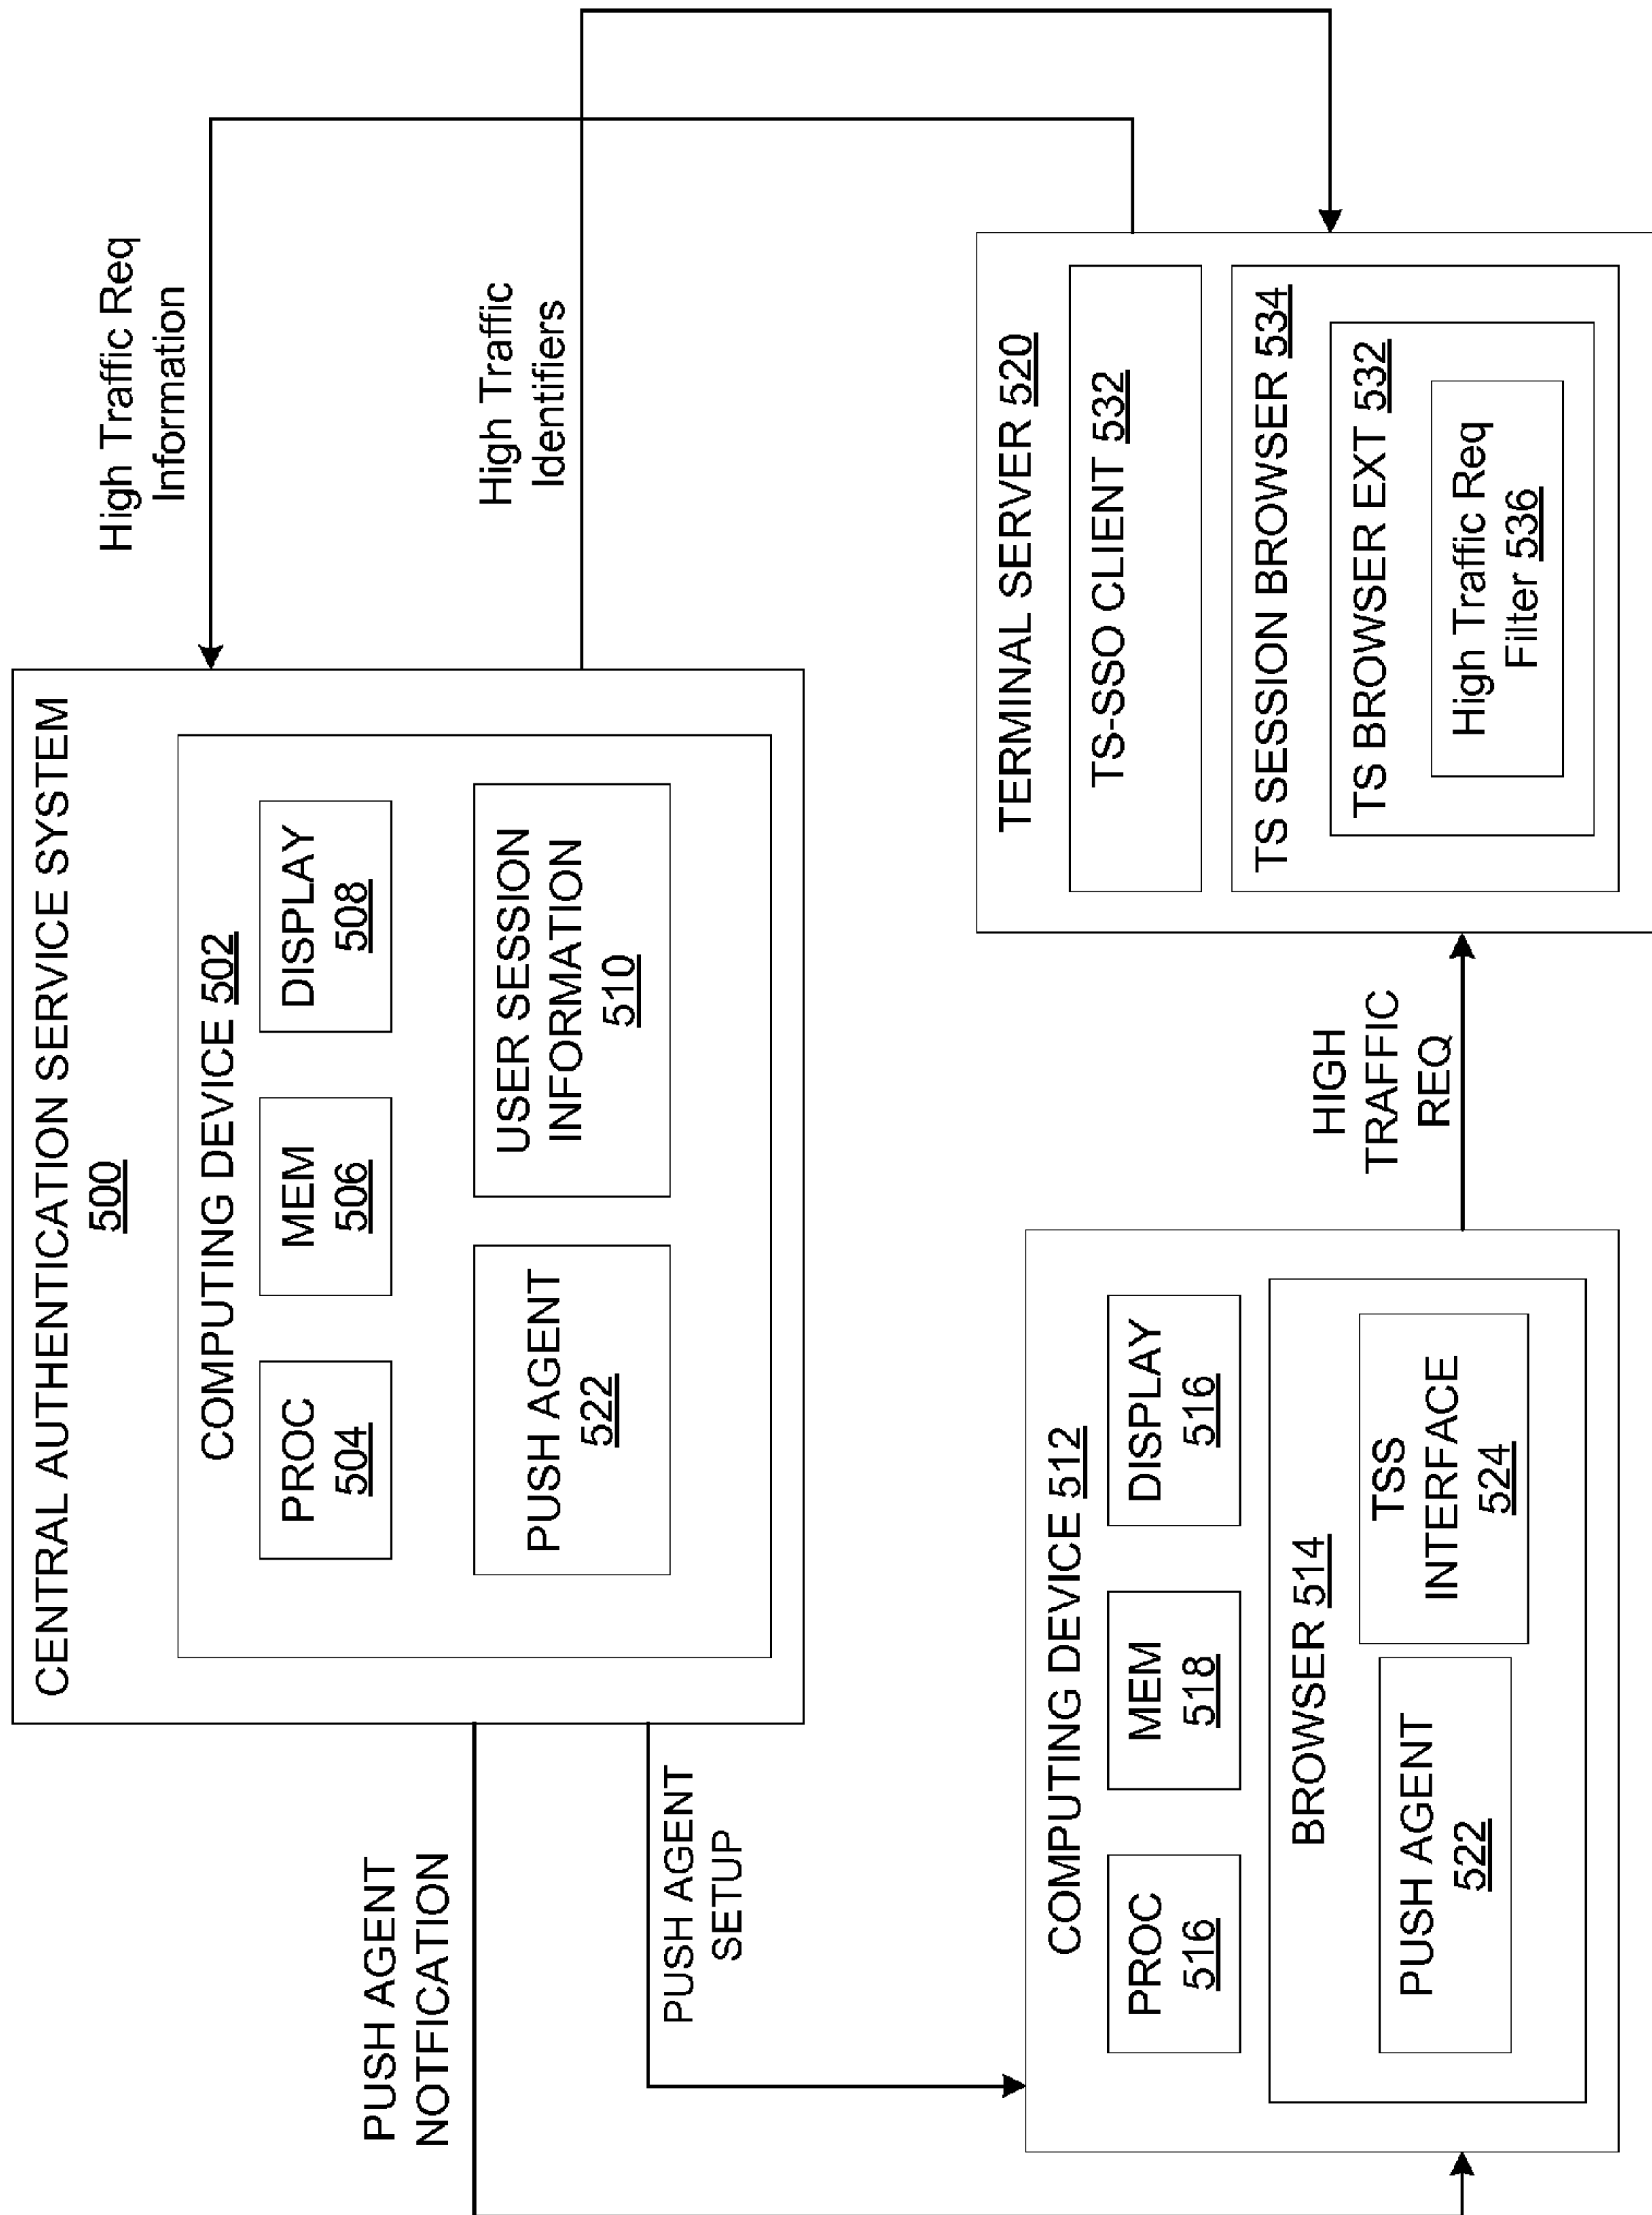 CENTRAL AUTHENTICATION SERVICE SYSTEM
500
COMPUTING DEVICE 502
PROC
504
MEM
506
DISPLAY
508
PUSH AGENT
522
USER SESSION
INFORMATION
510
High Traffic Req
Information
High Traffic
Identifiers
PUSH AGENT
NOTFICATION
PUSH AGENT
SETUP
COMPUTING DEVICE 512
PROC
516
MEM
518
DISPLAY
516
BROWSER 514
PUSH AGENT
522
TSS
INTERFACE
524
HIGH
TRAFFIC
REQ
TERMINAL SERVER 520
TS-SSO CLIENT 532
TS SESSION BROWSER 534
TS BROWSER EXT 532
High Traffic Req
Filter 536